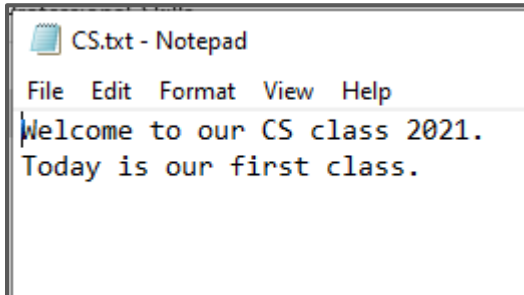 CS.txt - Notepad
File Edit Format View Help
Welcome to our CS class 2021.
Today is our first class.